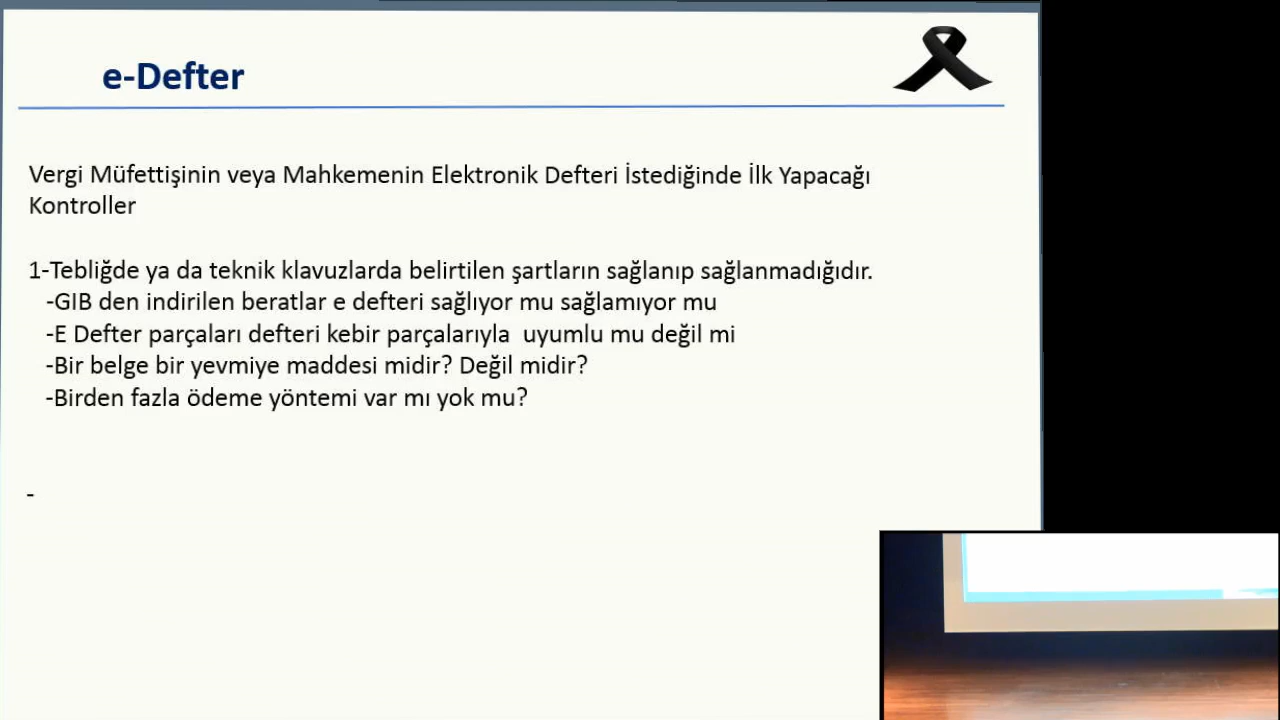 e-Defter
Vergi Müfettişinin veya Mahkemenin Elektronik Defteri İstediğinde İlk Yapacağı
Kontroller
1-Tebliğde ya da teknik klavuzlarda belirtilen şartların sağlanıp sağlanmadığıdır.
-GIB den indirilen beratlar e defteri sağlıyor mu sağlamıyor mu
-E Defter parçaları defteri kebir parçalarıyla  uyumlu mu değil mi
-Bir belge bir yevmiye maddesi midir? Değil midir?
-Birden fazla ödeme yöntemi var mı yok mu?
-